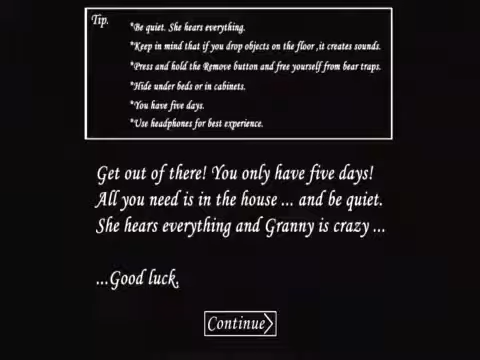 Tip.
*Be quiet. She hears everything.
*Keep in mind that if you drop objects on the floor ,it creates sounds.
*Press and hold the Remove button and free yourself from bear traps.
*Hide under beds or in cabinets.
*You have five days.
*Use headphones for best experience.
Get out of there! You only have five days!
All you need is in the house ... and be quiet.
She hears everything and Granny is crazy ...
...Good luck.
Continue